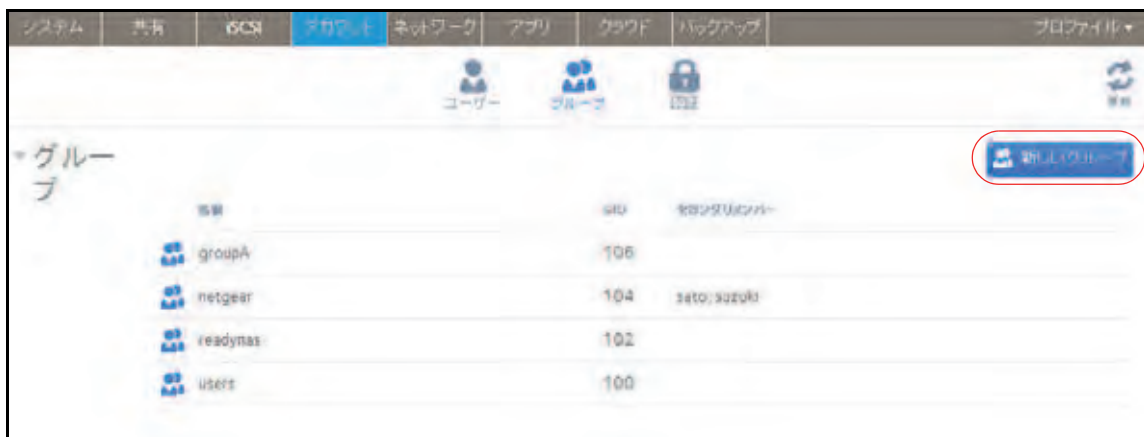 システム 共有 iSCSI アカウント ネットワーク アプリ クラウド バックアップ プロファイル▾
ユーザー グループ 認証 更新
グルー
プ
新しいグループ
名前 GID セカンダリメンバー
groupA 106
netgear 104 sato; suzuki
readynas 102
users 100